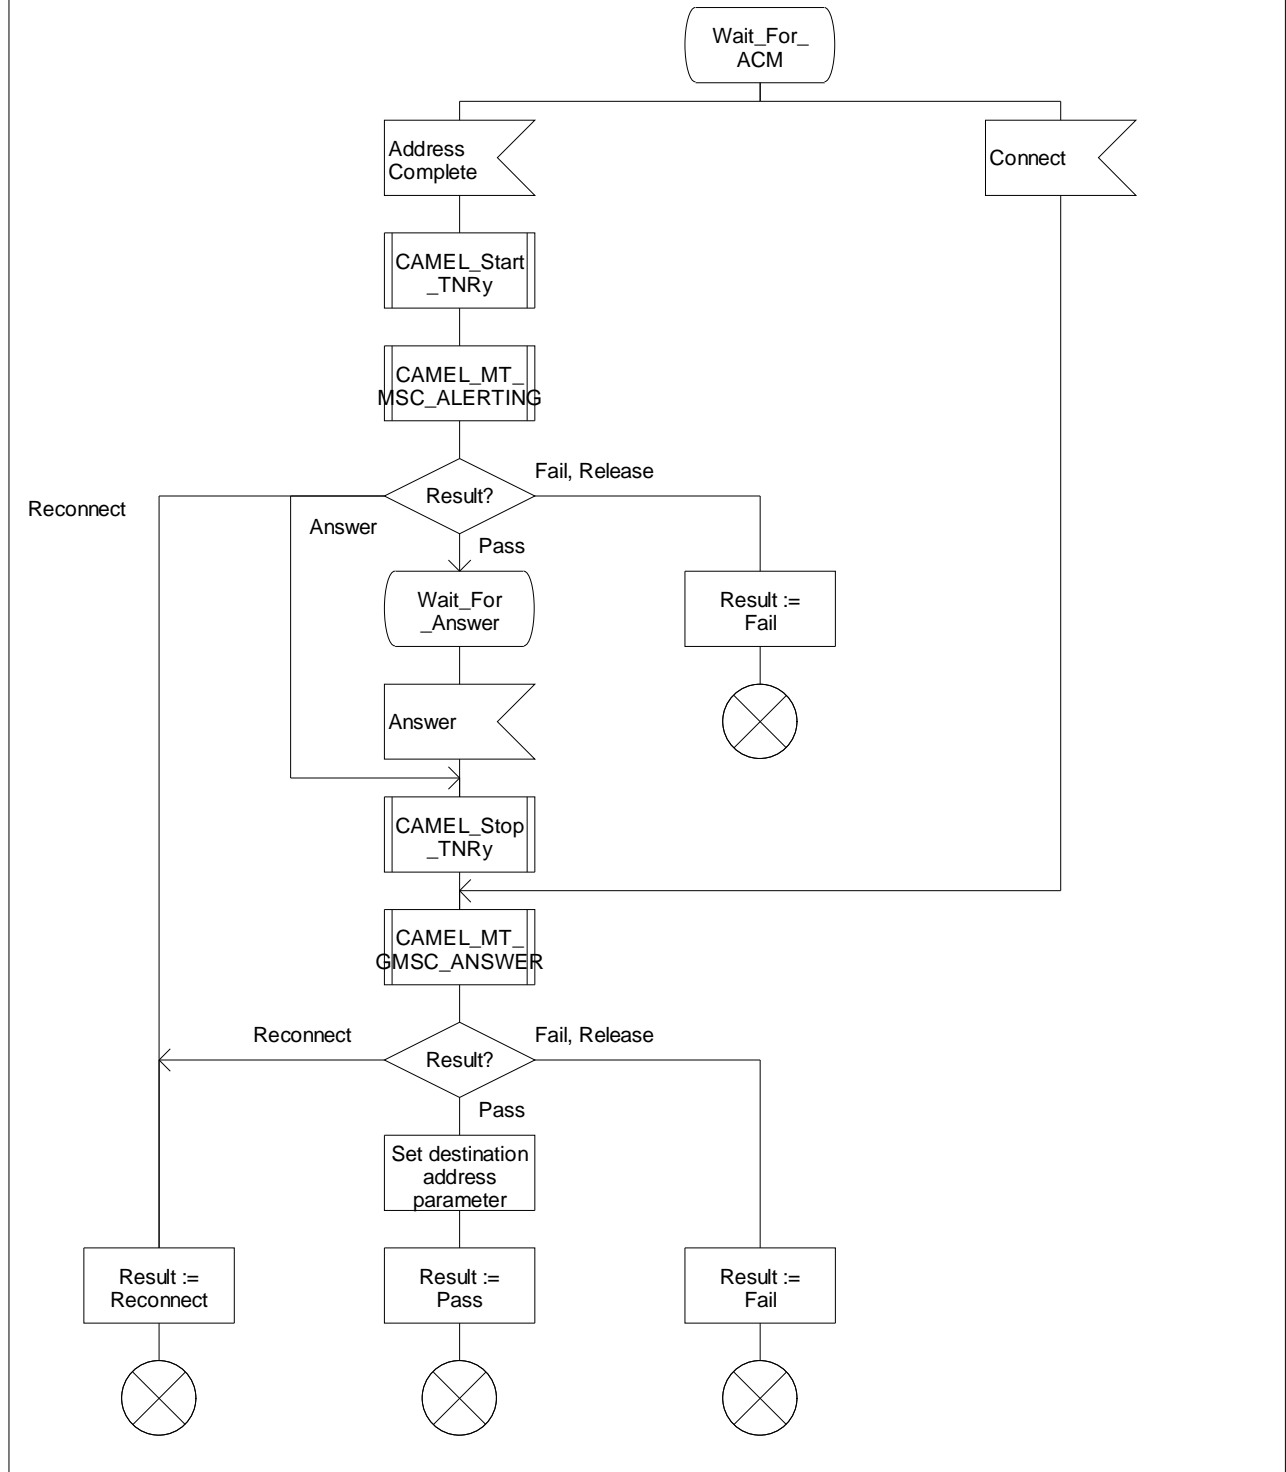 Wait_For_
ACM
Address
Complete
Connect
CAMEL_Start
_TNRy
CAMEL_MT_
MSC_ALERTING
Fail, Release
Result?
Reconnect
Answer
Pass
Wait_For
_Answer
Result :=
Fail
Answer
CAMEL_Stop
_TNRy
CAMEL_MT_
GMSC_ANSWER
Reconnect
Fail, Release
Result?
Pass
Set destination
address
parameter
Result :=
Reconnect
Result :=
Pass
Result :=
Fail